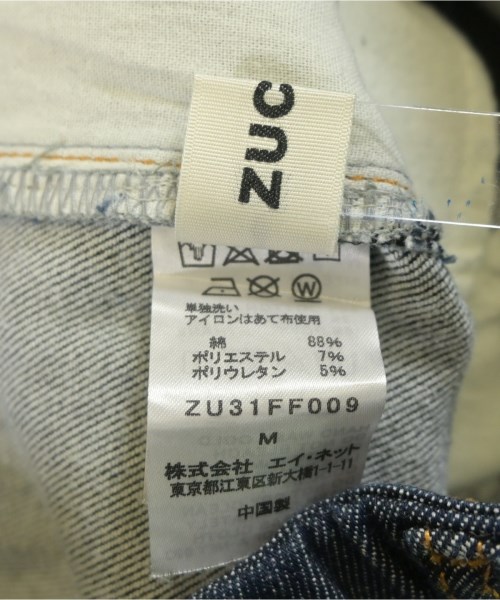 ZUC
W
単独洗い
アイロンはあて布使用
綿 88%
ポリエステル 7%
ポリウレタン 5%
ZU31FF009
M
株式会社 エイ・ネット
東京都江東区新大橋1-1-11
中国製